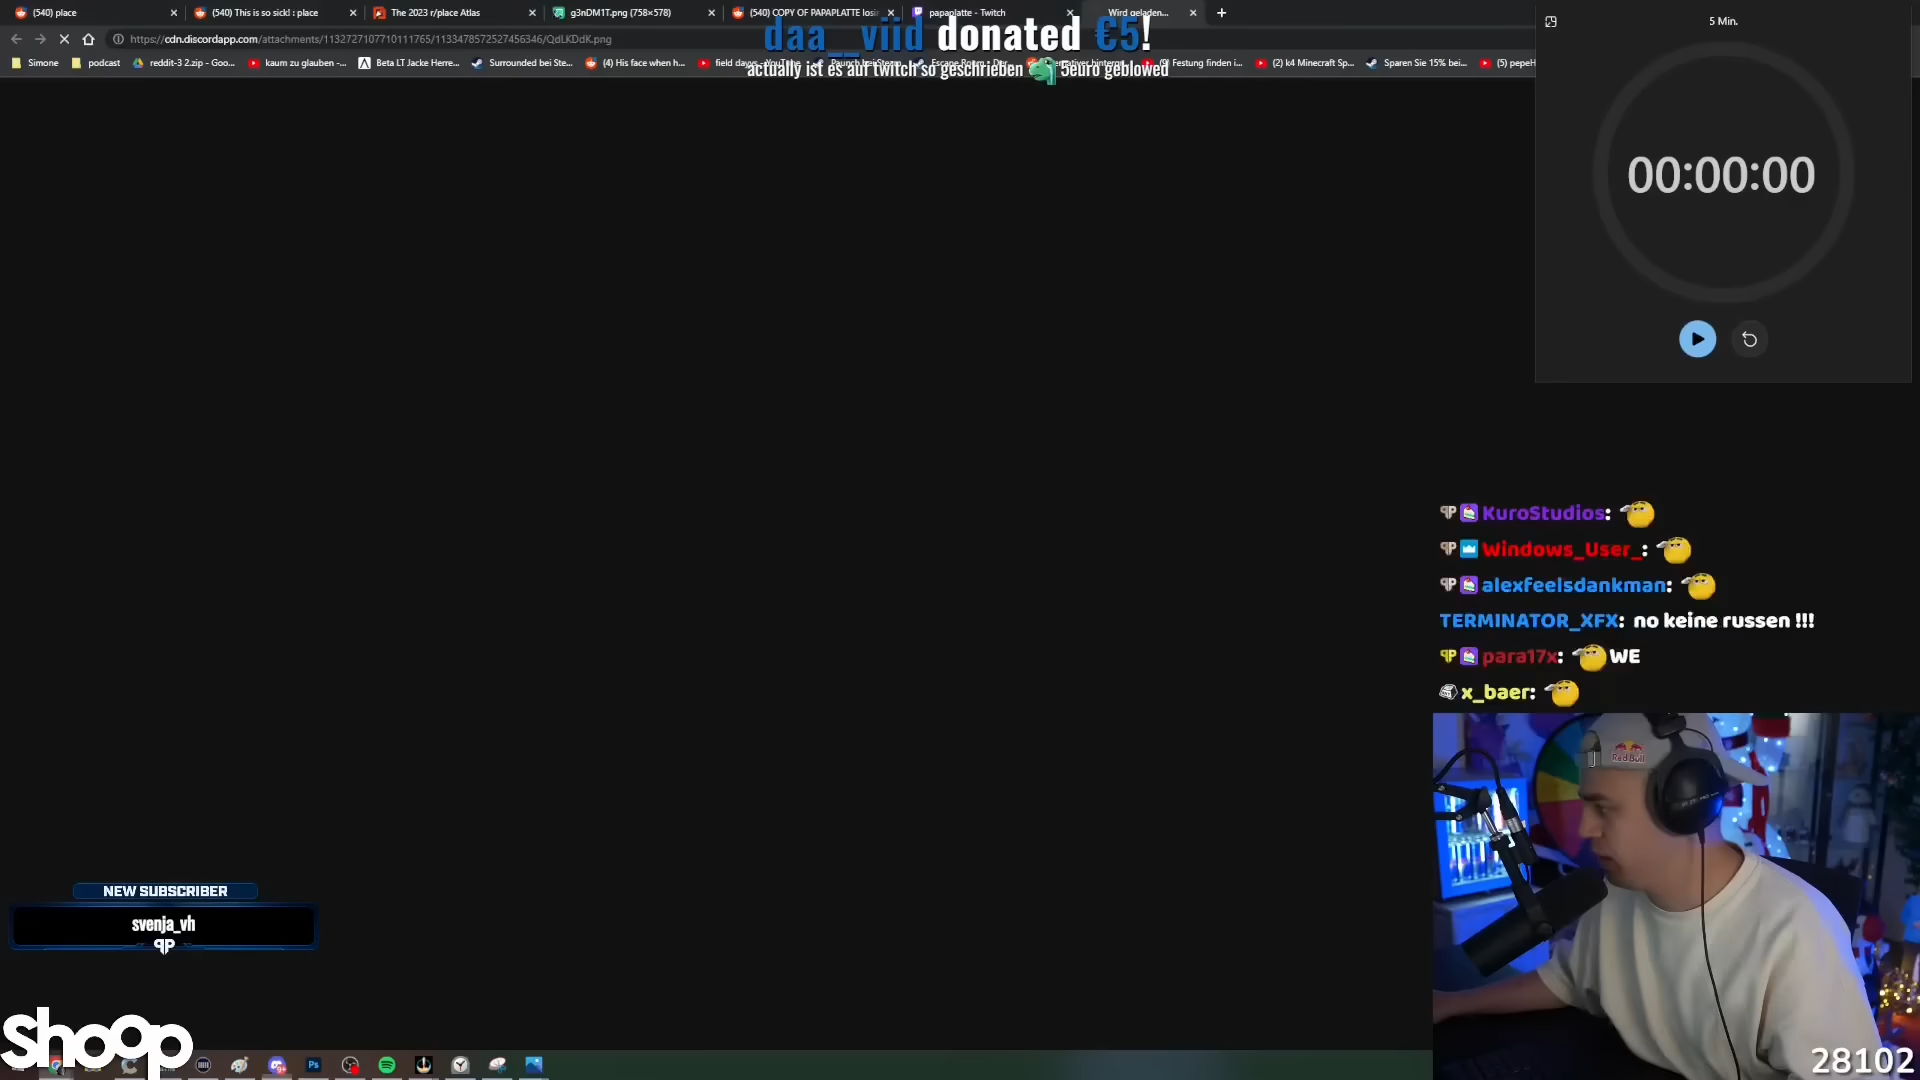 (540) place
(540) This is so sick! : place
The 2023 r/place Atlas
g3nDM1T.png (758×578)
(540) COPY OF PAPAPLATTE losi
papaplatte - Twitch
Wird geladen...
https://cdn.discordapp.com/attachments/1132727107710111765/1133478572527456346/QdLKDdK.png
daa__viid donated €5!
actually ist es auf twitch so geschrieben 5euro geblowed
Simone
podcast
reddit-3 2.zip - Goo...
kaum zu glauben -...
Beta LT Jacke Herre...
Surrounded bei Ste...
(4) His face when h...
Festung finden i...
(2) k4 Minecraft Sp...
Sparen Sie 15% bei...
(5) pepeH
5 Min.
00:00:00
KuroStudios:
Windows_User_:
alexfeelsdankman:
TERMINATOR_XFX: no keine russen !!!
para17x: WE
x_baer:
Red Bull
NEW SUBSCRIBER
svenja_vh
Shoop
Ps
28102